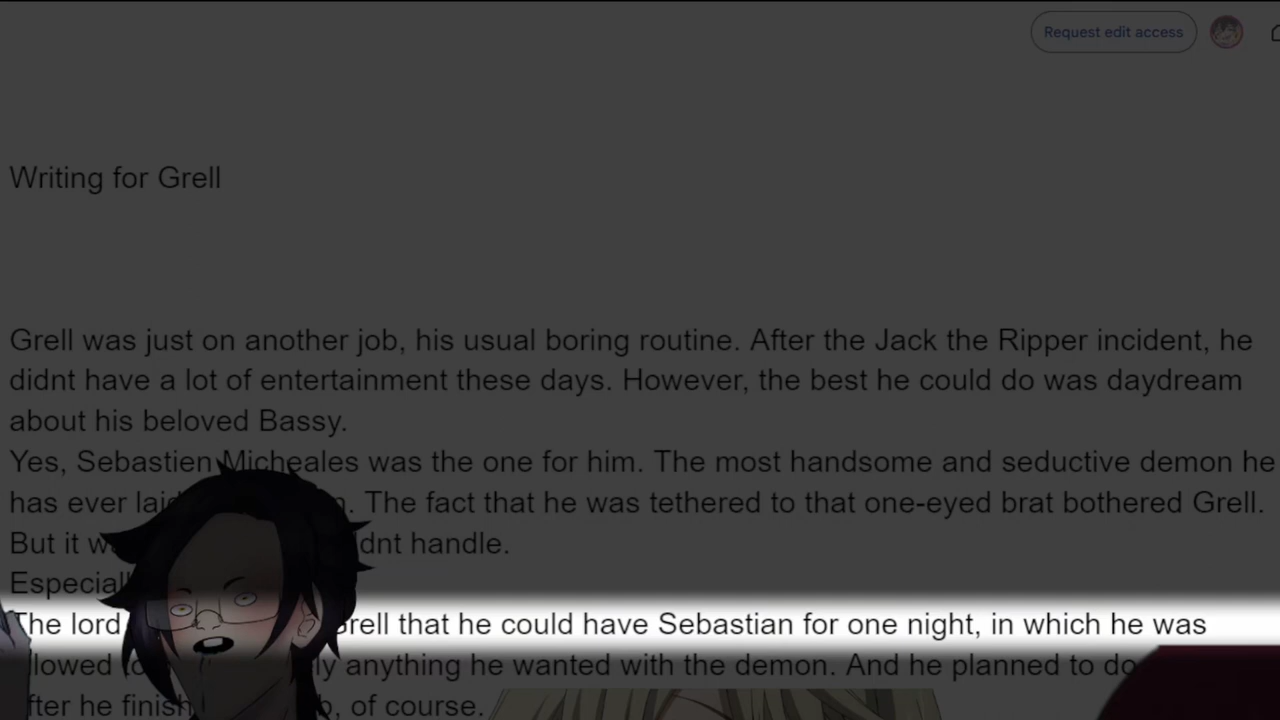 Request edit access
Writing for Grell
Grell was just on another job, his usual boring routine. After the Jack the Ripper incident, he
didnt have a lot of entertainment these days. However, the best he could do was daydream
about his beloved Bassy.
Yes, Sebastien Micheales was the one for him. The most handsome and seductive demon he
has ever The fact that he was tethered to that one-eyed brat bothered Grell.
But it handle.
The lord Grell that he could have Sebastian for one night, in which he was
anything he wanted with the demon. And he planned to do
he of course.